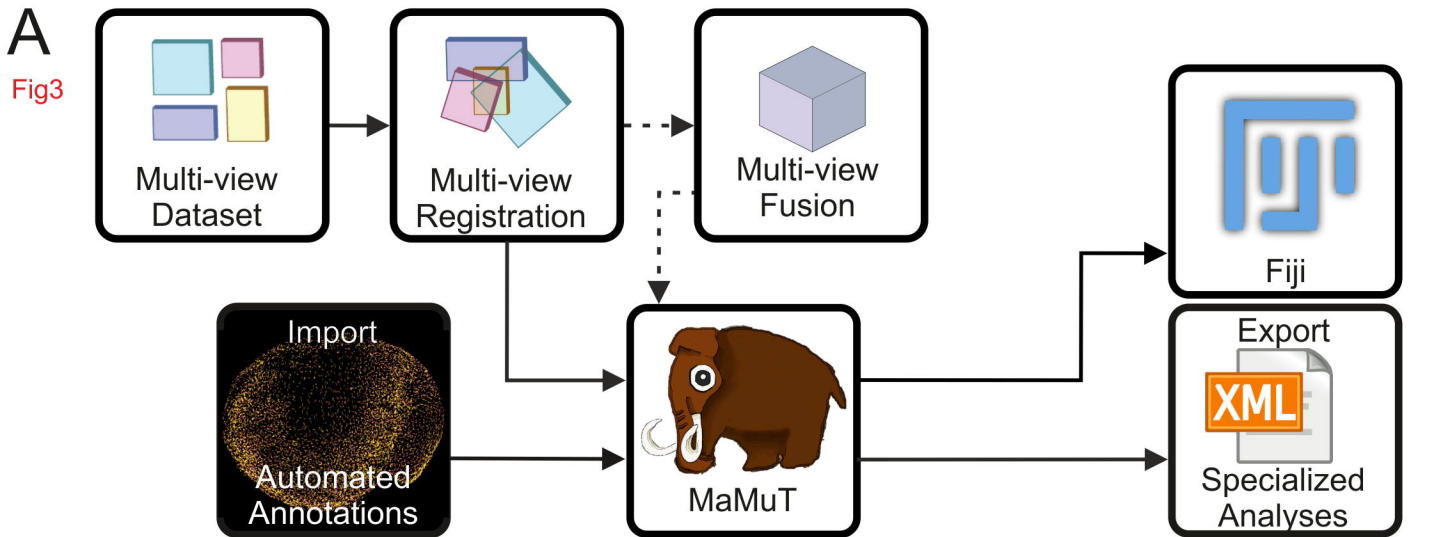 A
Fig3
Multi-view
Dataset
Multi-view
Registration
Multi-view
Fusion
Fiji
Import
Automated
Annotations
MaMuT
Export
XML
Specialized
Analyses